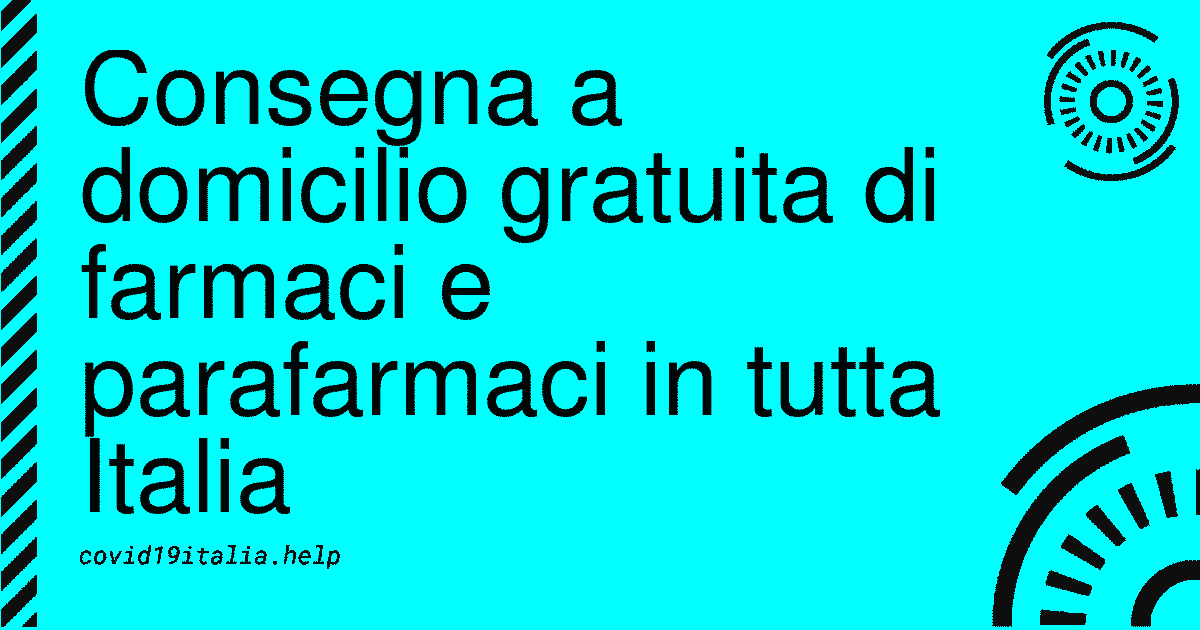 Consegna a
domicilio gratuita di
farmaci e
parafarmaci in tutta
Italia
covid19italia.help